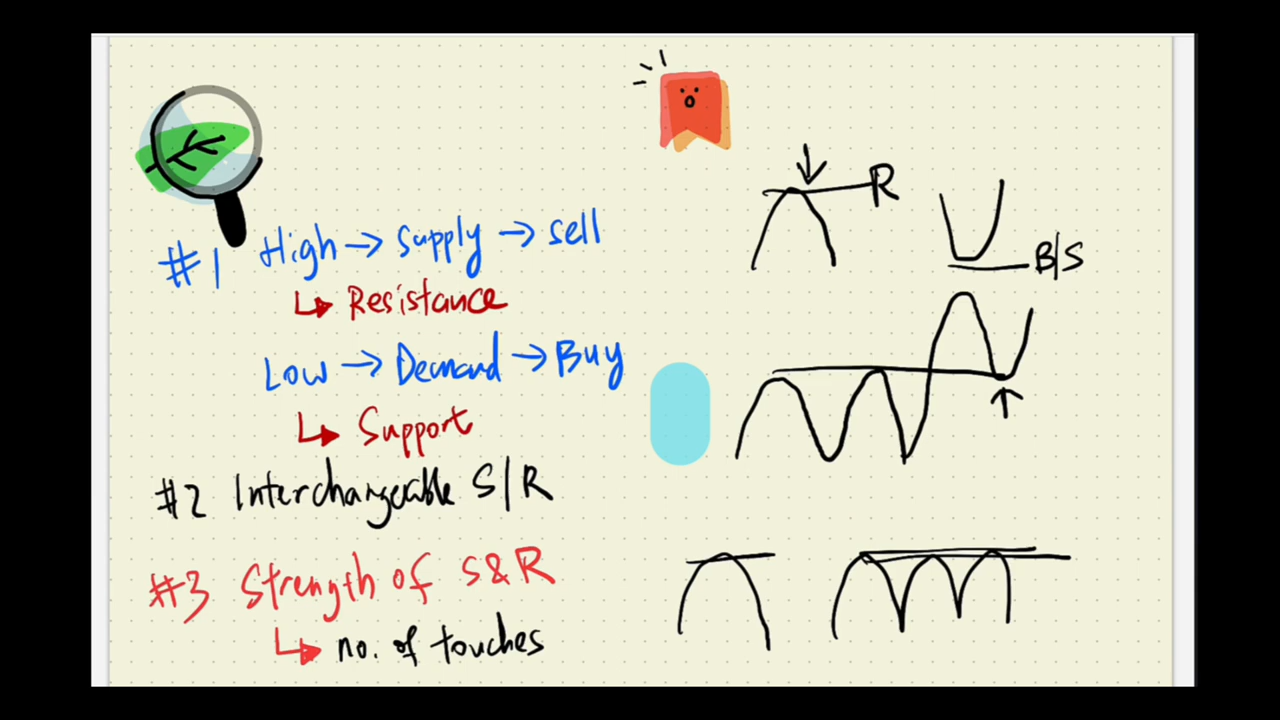 #1 High → Supply → Sell
↳ Resistance
Low → Demand → Buy
↳ Support
#2 Interchangeable S/R
#3 Strength of S&R
↳ no. of touches
R
B/S